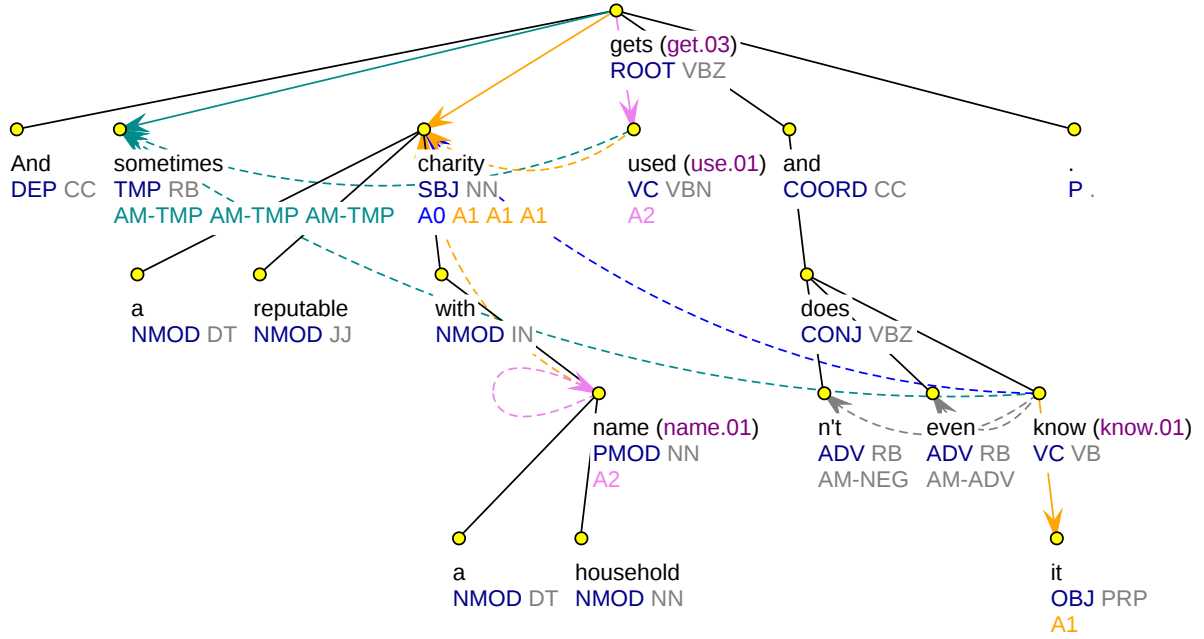 gets (get.03)
ROOT VBZ
And
DEP CC
sometimes
TMP RB
AM-TMP AM-TMP AM-TMP
charity
SBJ NN
A0 A1 A1 A1
used (use.01)
VC VBN
A2
and
COORD CC
.
P .
a
NMOD DT
reputable
NMOD JJ
with
NMOD IN
does
CONJ VBZ
name (name.01)
PMOD NN
A2
n't
ADV RB
AM-NEG
even
ADV RB
AM-ADV
know (know.01)
VC VB
a
NMOD DT
household
NMOD NN
it
OBJ PRP
A1